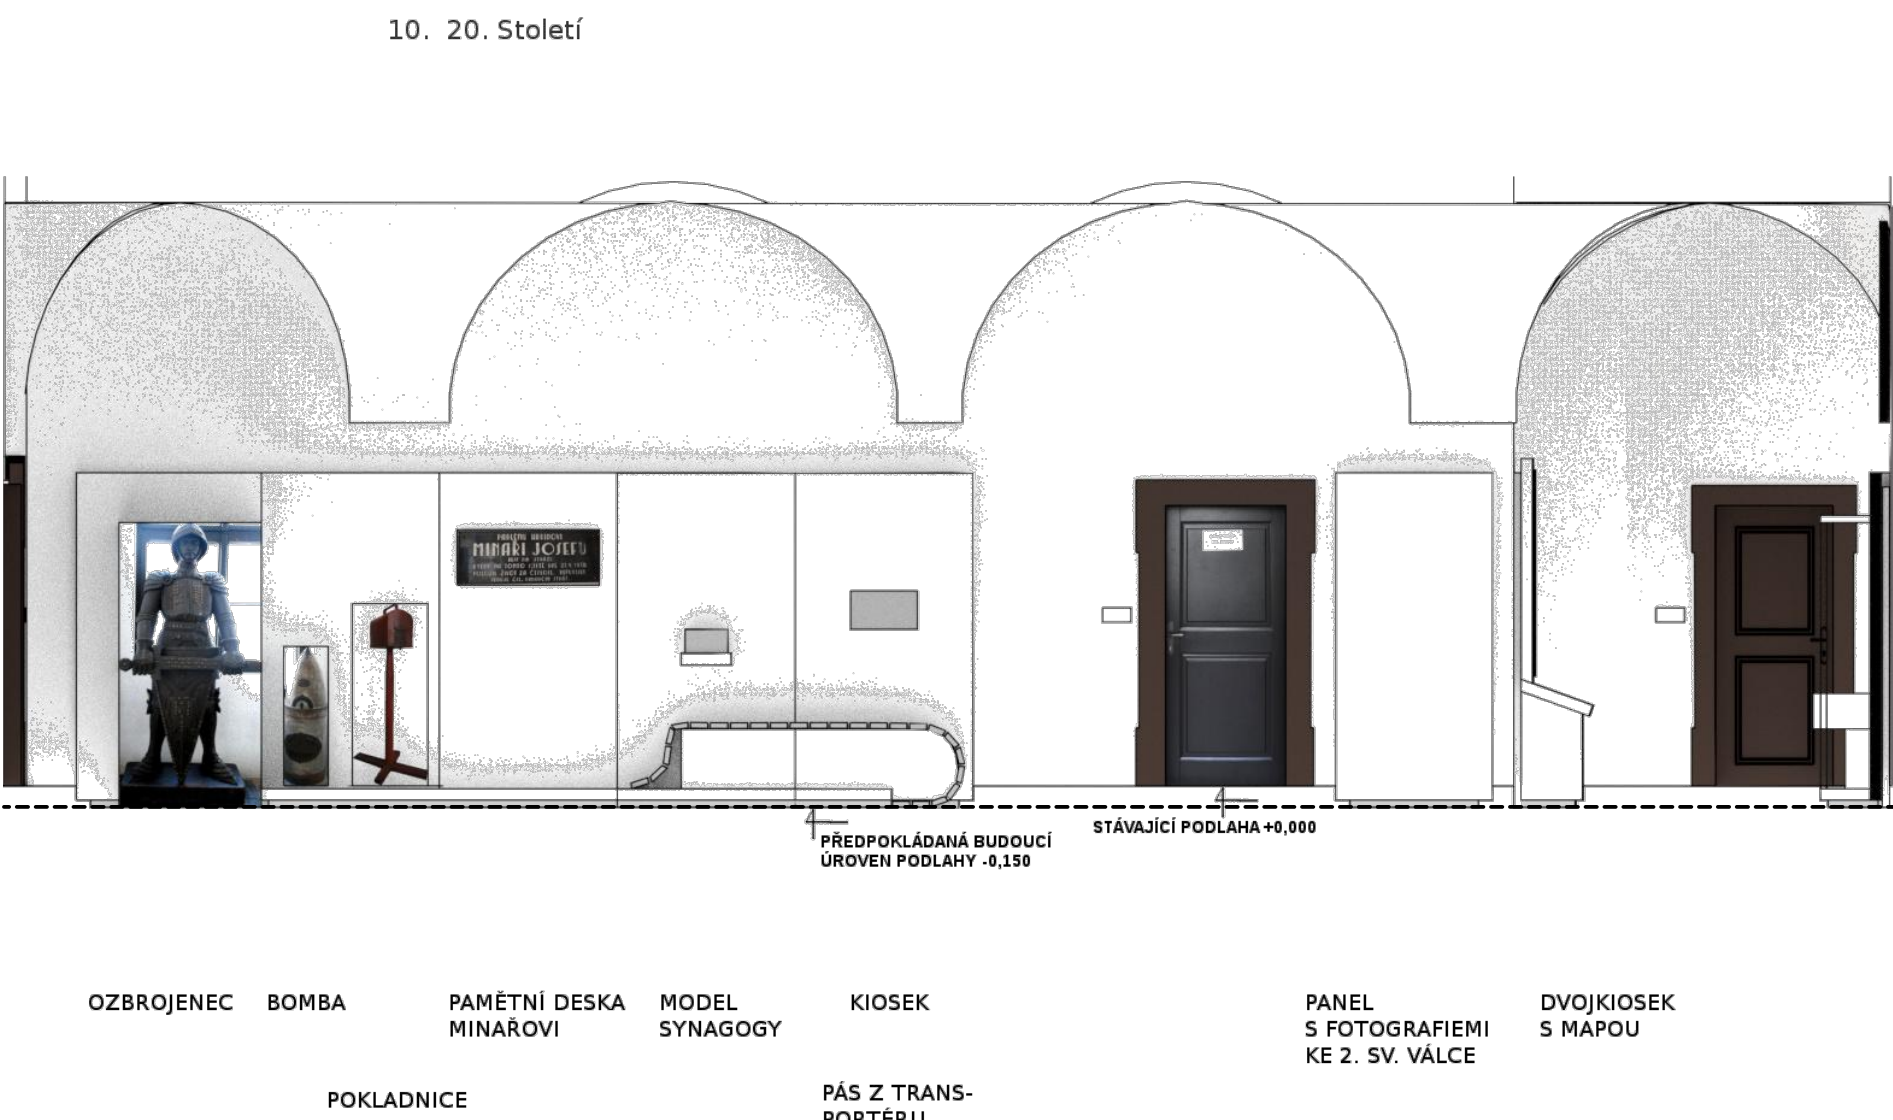 10.  20. Století
MINAŘI JOSEFU
PŘEDPOKLÁDANÁ BUDOUCÍ
ÚROVEN PODLAHY -0,150
STÁVAJÍCÍ PODLAHA +0,000
OZBROJENEC
BOMBA
PAMĚTNÍ DESKA
MINAŘOVI
MODEL
SYNAGOGY
KIOSEK
PANEL
S FOTOGRAFIEMI
KE 2. SV. VÁLCE
DVOJKIOSEK
S MAPOU
POKLADNICE
PÁS Z TRANS-
PORTÉRU